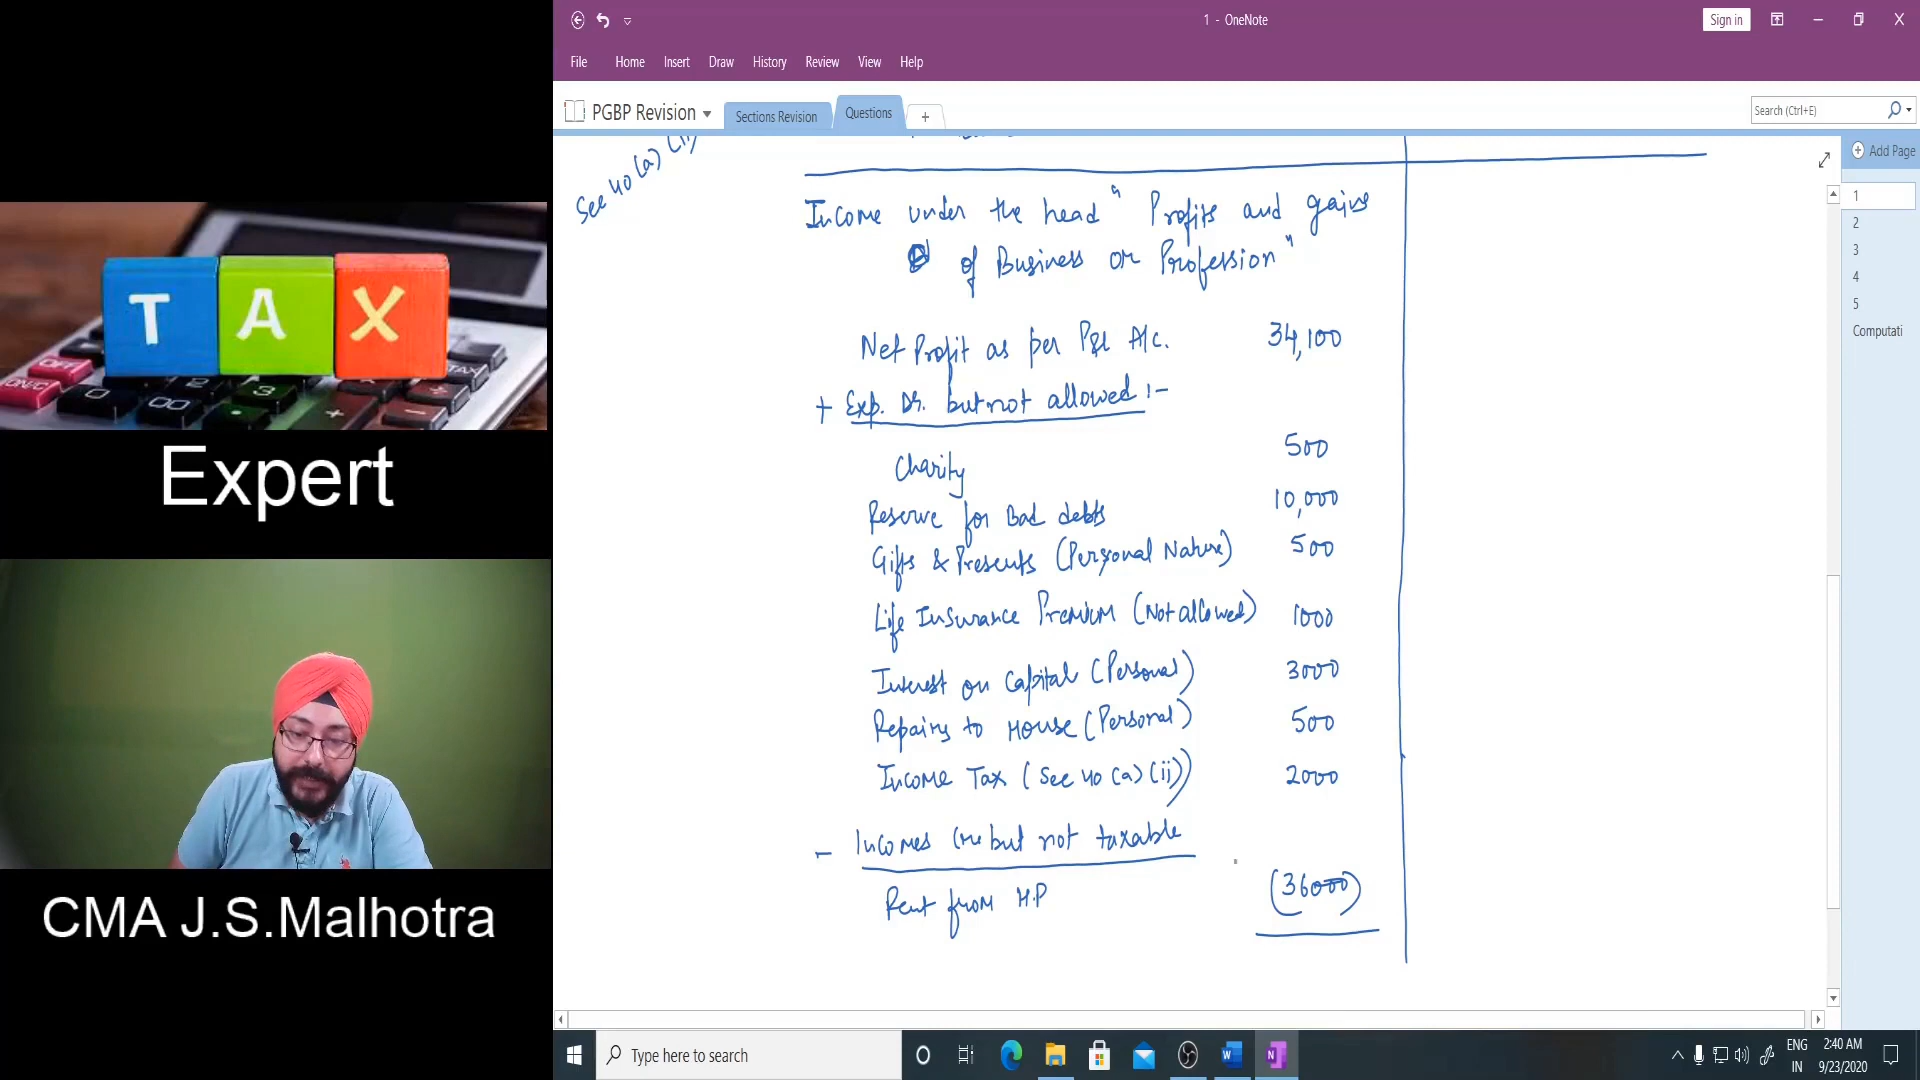 1 - OneNote
Sign in
File Home Insert Draw History Review View Help
PGBP Revision
Sections Revision
Questions
+
Search (Ctrl+E)
Add Page
1
2
3
4
5
Computati
Sec 40 (a) (ii)
Income under the head " Profits and gains
of Business or Profession "
Net Profit as per P&L A/c. 34,100
+ Exp. Dr. but not allowed :-
Charity 500
Reserve for Bad debts 10,000
Gifts & Presents (Personal Nature) 500
Life Insurance Premium (Not allowed) 1000
Interest on Capital (Personal) 3000
Repairs to House (Personal) 500
Income Tax (Sec 40 (a) (ii)) 2000
- Incomes Cr. but not taxable
Rent from H.P (36000)
TAX
OFF
ON/C
TAX
Expert
CMA J.S.Malhotra
Type here to search
ENG
IN
2:40 AM
9/23/2020